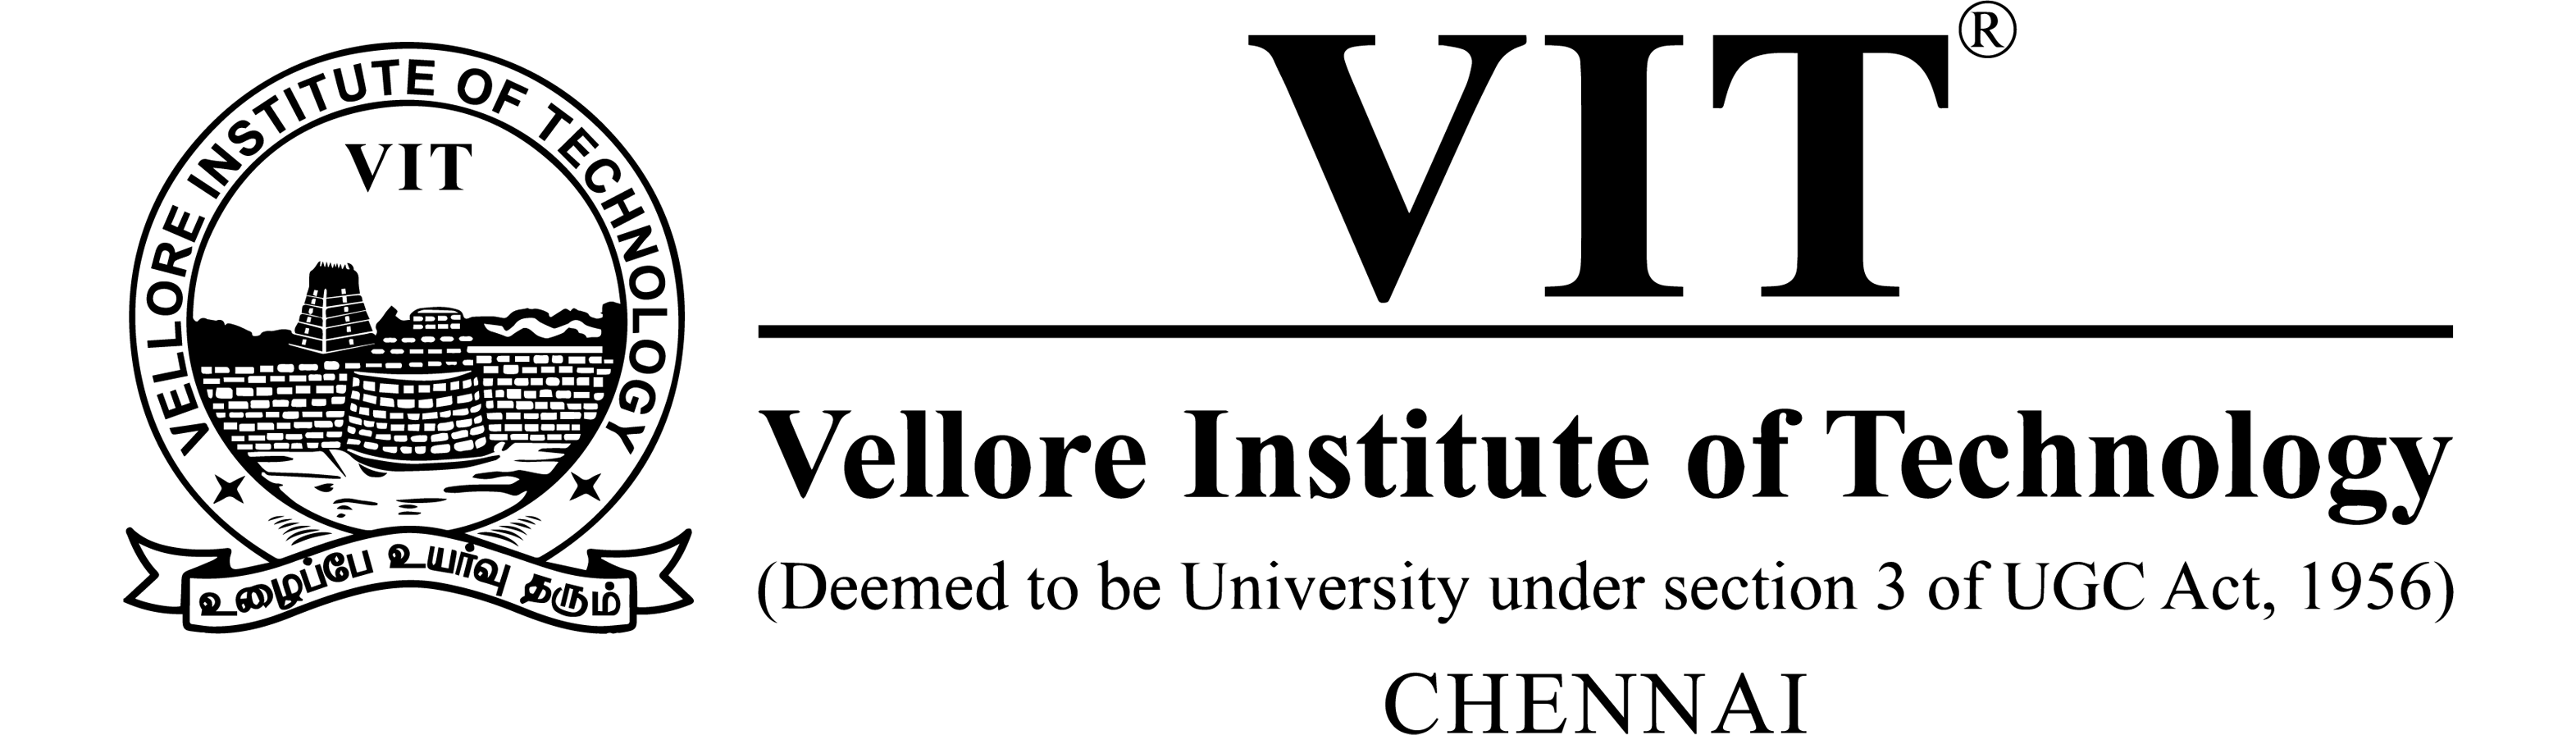 VELLORE INSTITUTE OF TECHNOLOGY
VIT
உழைப்பே உயர்வு தரும்
VIT®
Vellore Institute of Technology
(Deemed to be University under section 3 of UGC Act, 1956)
CHENNAI